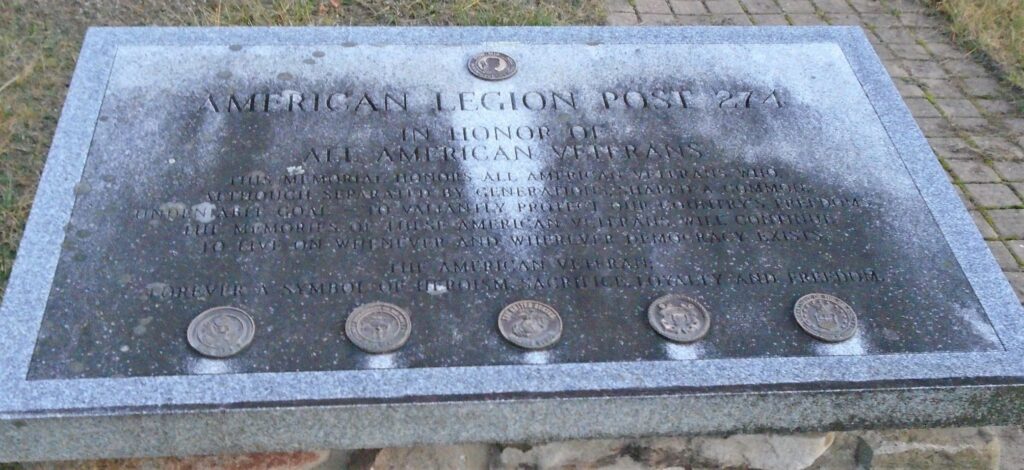 AMERICAN LEGION POST 274
IN HONOR OF
ALL AMERICAN VETERANS
THIS MEMORIAL HONORS ALL AMERICAN VETERANS WHO,
ALTHOUGH SEPARATED BY GENERATIONS, SHARED A COMMON,
UNDENIABLE GOAL - TO VALIANTLY PROTECT OUR COUNTRY'S FREEDOM.
THE MEMORIES OF THESE AMERICAN VETERANS WILL CONTINUE
TO LIVE ON WHENEVER AND WHEREVER DEMOCRACY EXISTS.
THE AMERICAN VETERAN,
FOREVER A SYMBOL OF HEROISM, SACRIFICE, LOYALTY AND FREEDOM.